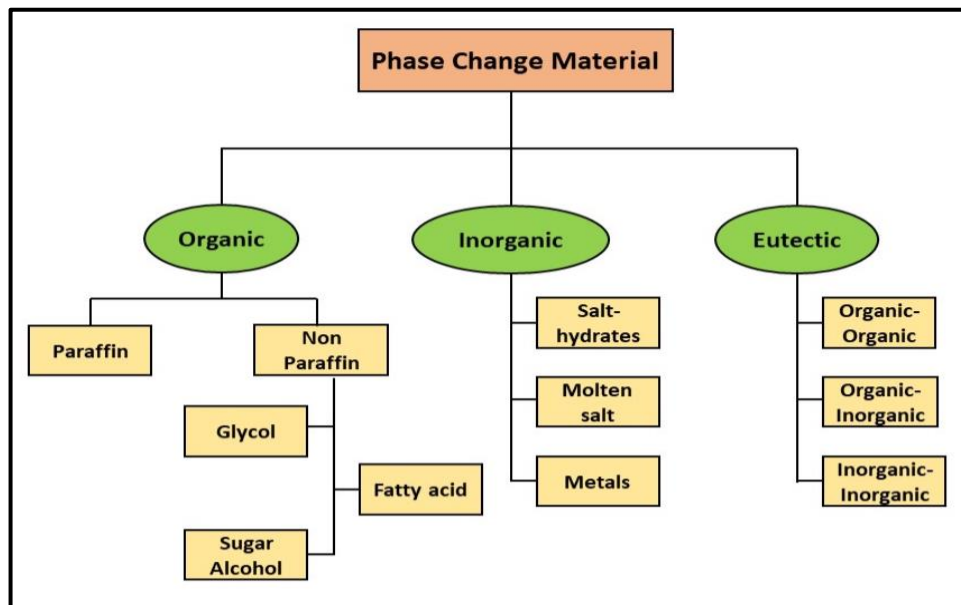 Phase Change Material
Organic
Inorganic
Eutectic
Paraffin
Non
Paraffin
Glycol
Fatty acid
Sugar
Alcohol
Salt-
hydrates
Molten
salt
Metals
Organic-
Organic
Organic-
Inorganic
Inorganic-
Inorganic